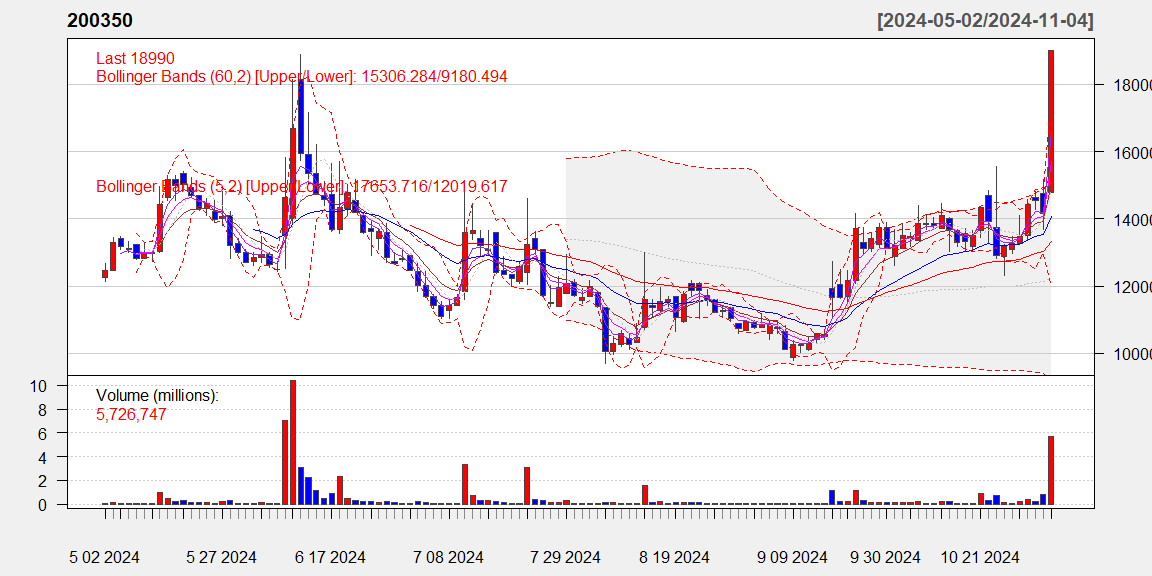 200350
[2024-05-02/2024-11-04]
Last 18990
Bollinger Bands (60,2) [Upper/Lower]: 15306.284/9180.494
Bollinger Bands (5,2) [Upper/Lower]: 17653.716/12019.617
18000
16000
14000
12000
10000
Volume (millions):
5,726,747
10
8
6
4
2
0
5 02 2024
5 27 2024
6 17 2024
7 08 2024
7 29 2024
8 19 2024
9 09 2024
9 30 2024
10 21 2024